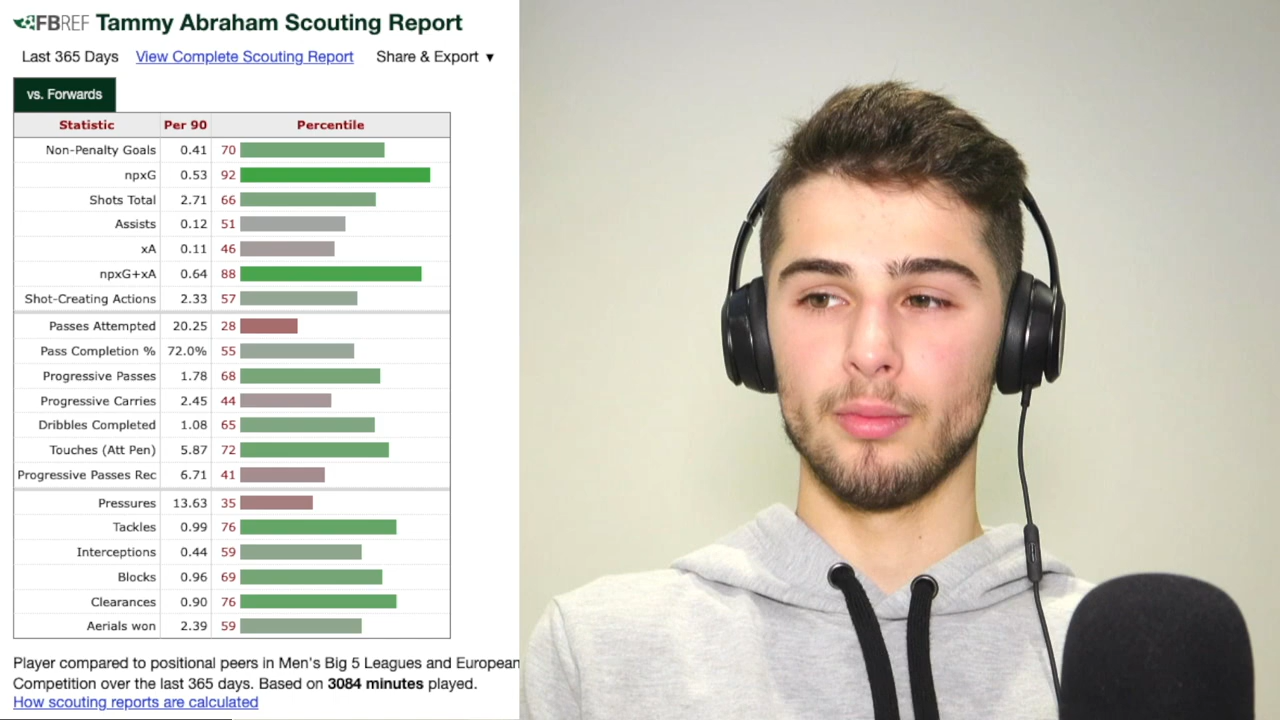 FBREF Tammy Abraham Scouting Report
Last 365 Days View Complete Scouting Report Share & Export ▼
vs. Forwards
Statistic Per 90 Percentile
Non-Penalty Goals 0.41 70
npxG 0.53 92
Shots Total 2.71 66
Assists 0.12 51
xA 0.11 46
npxG+xA 0.64 88
Shot-Creating Actions 2.33 57
Passes Attempted 20.25 28
Pass Completion % 72.0% 55
Progressive Passes 1.78 68
Progressive Carries 2.45 44
Dribbles Completed 1.08 65
Touches (Att Pen) 5.87 72
Progressive Passes Rec 6.71 41
Pressures 13.63 35
Tackles 0.99 76
Interceptions 0.44 59
Blocks 0.96 69
Clearances 0.90 76
Aerials won 2.39 59
Player compared to positional peers in Men's Big 5 Leagues and European
Competition over the last 365 days. Based on 3084 minutes played.
How scouting reports are calculated